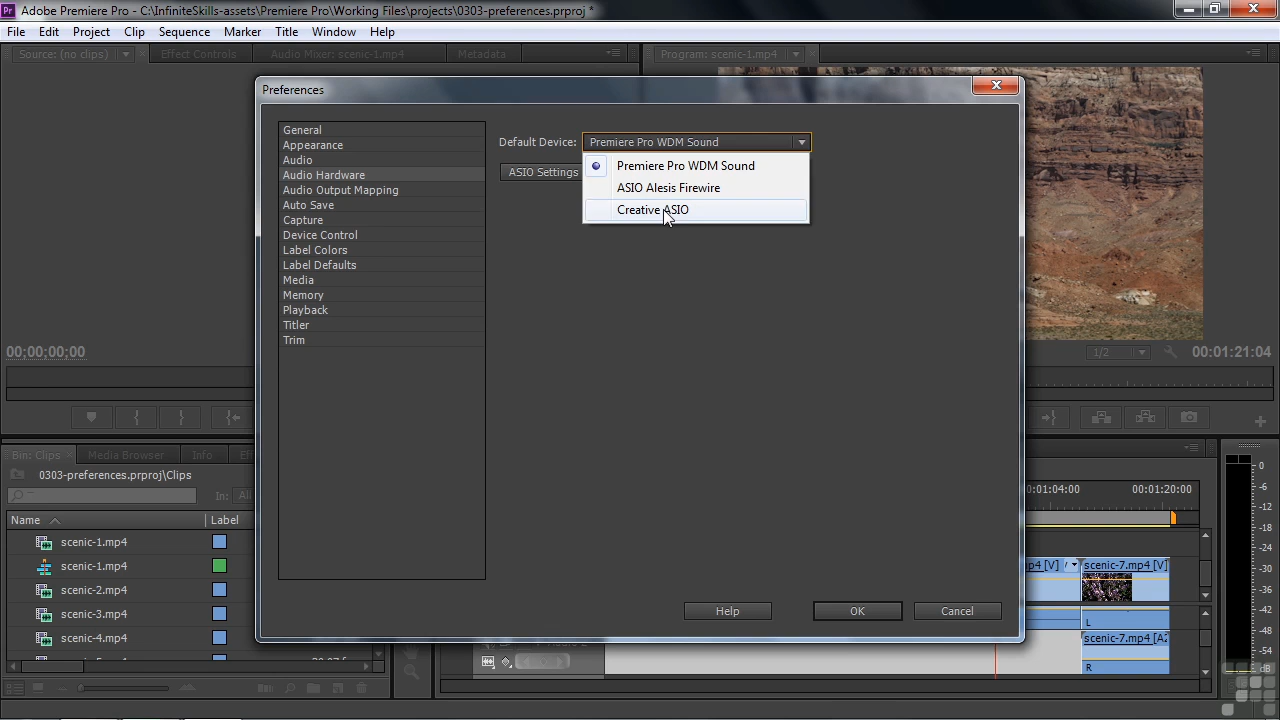 Pr Adobe Premiere Pro - C:\InfiniteSkills-assets\Premiere Pro\Working Files\projects\0303-preferences.prproj *
File Edit Project Clip Sequence Marker Title Window Help
Source: (no clips) Effect Controls Audio Mixer: scenic-1.mp4 Metadata Program: scenic-1.mp4
Preferences
General
Appearance
Audio
Audio Hardware
Audio Output Mapping
Auto Save
Capture
Device Control
Label Colors
Label Defaults
Media
Memory
Playback
Titler
Trim
Default Device: Premiere Pro WDM Sound
ASIO Settings
Premiere Pro WDM Sound
ASIO Alesis Firewire
Creative ASIO
Help OK Cancel
00;00;00;00
1/2 00:01:21:04
Bin: Clips Media Browser Info Ef
0303-preferences.prproj\Clips
In: All
Name Label
scenic-1.mp4
scenic-1.mp4
scenic-2.mp4
scenic-3.mp4
scenic-4.mp4
0:01:04:00 00:01:20:00
p4 [V] scenic-7.mp4 [V]
L
scenic-7.mp4 [A2
R
0
-6
-12
-18
-24
-30
-36
-42
-48
-54
dB